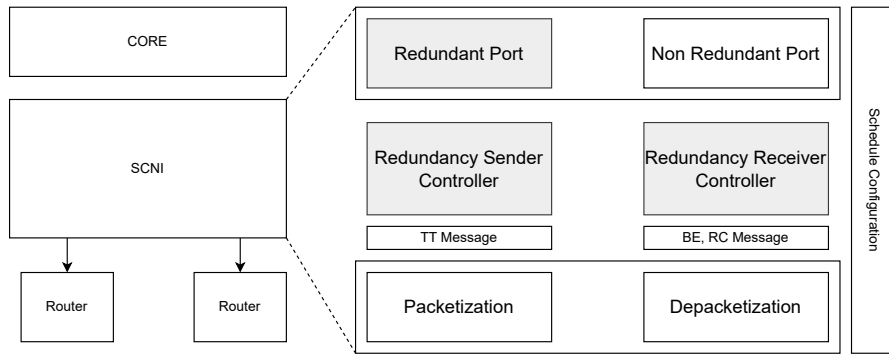 CORE
SCNI
Router
Router
Redundant Port
Non Redundant Port
Redundancy Sender
Controller
Redundancy Receiver
Controller
TT Message
BE, RC Message
Packetization
Depacketization
Schedule Configuration